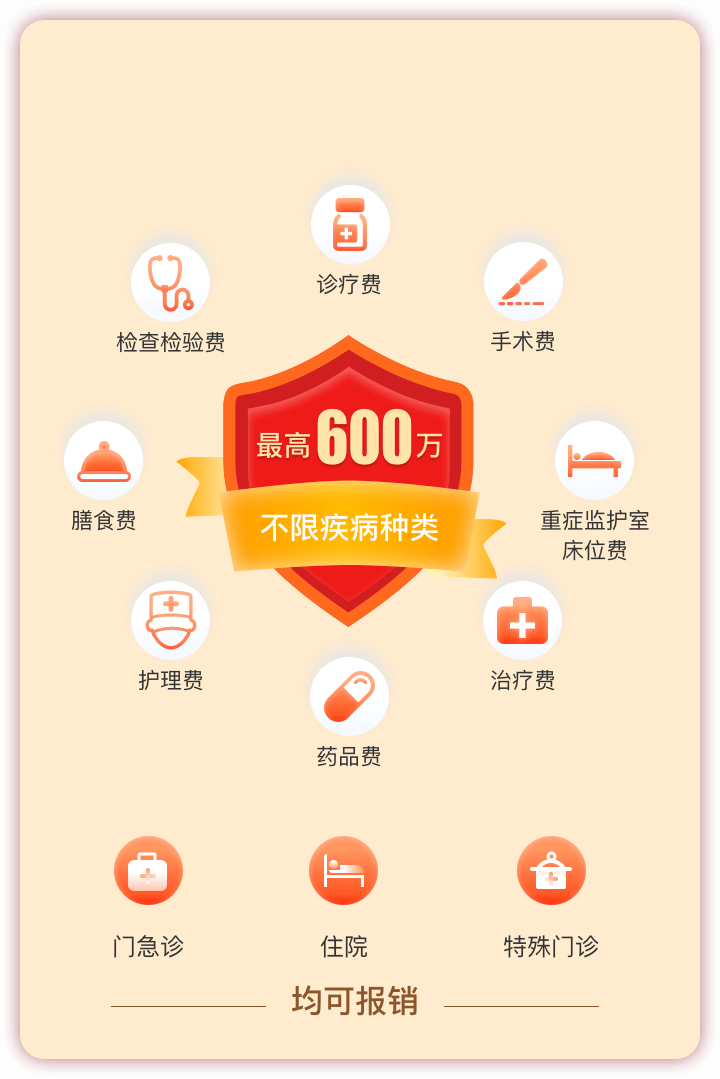 诊疗费
检查检验费
手术费
最高600万
不限疾病种类
膳食费
重症监护室
床位费
护理费
治疗费
药品费
门急诊
住院
特殊门诊
均可报销